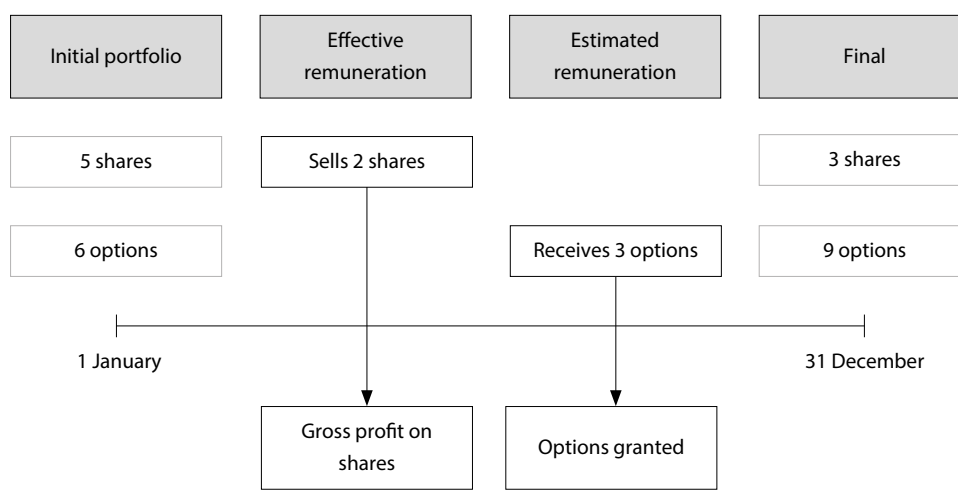 Initial portfolio
Effective
remuneration
Estimated
remuneration
Final
5 shares
Sells 2 shares
3 shares
6 options
Receives 3 options
9 options
1 January
31 December
Gross profit on
shares
Options granted